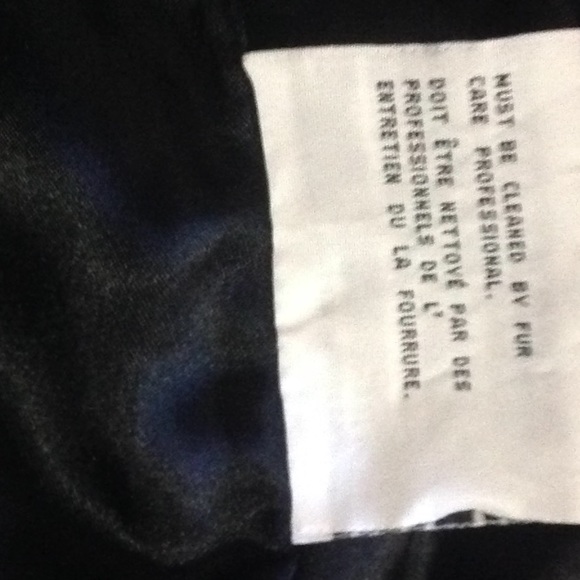 MUST BE CLEANED BY FUR
CARE PROFESSIONAL.
DOIT ÊTRE NETTOYÉ PAR DES
PROFESSIONNELS DE L'
ENTRETIEN DU LA FOURRURE.